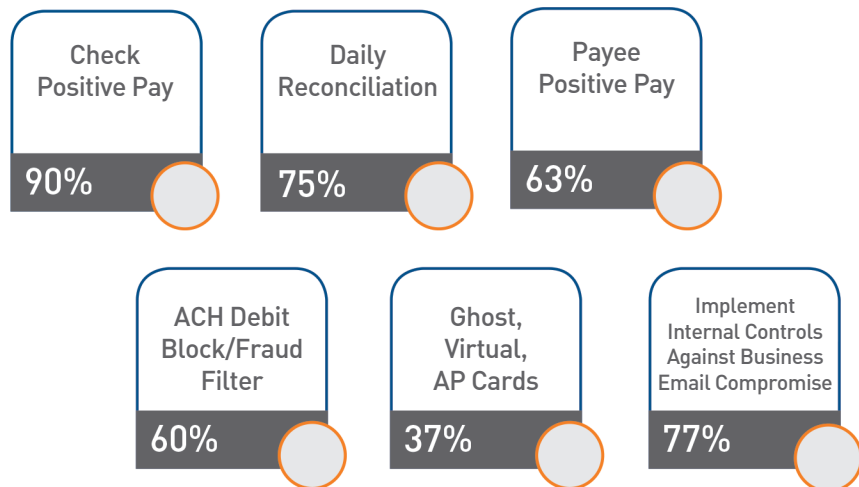 Check
Positive Pay
90%
Daily
Reconciliation
75%
Payee
Positive Pay
63%
ACH Debit
Block/Fraud
Filter
60%
Ghost,
Virtual,
AP Cards
37%
Implement
Internal Controls
Against Business
Email Compromise
77%